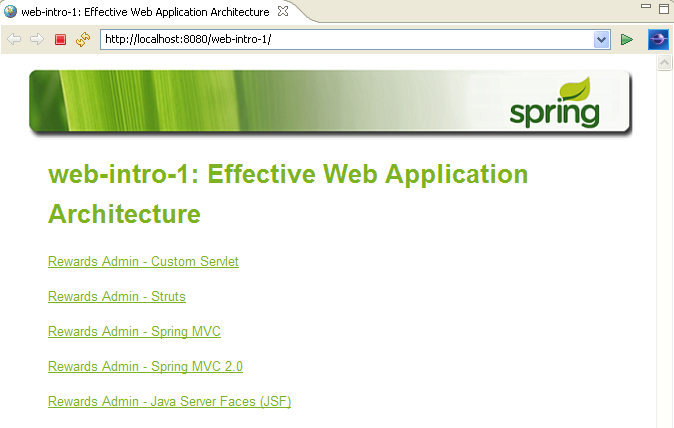 web-intro-1: Effective Web Application Architecture
http://localhost:8080/web-intro-1/
spring
web-intro-1: Effective Web Application
Architecture
Rewards Admin - Custom Servlet
Rewards Admin - Struts
Rewards Admin - Spring MVC
Rewards Admin - Spring MVC 2.0
Rewards Admin - Java Server Faces (JSF)